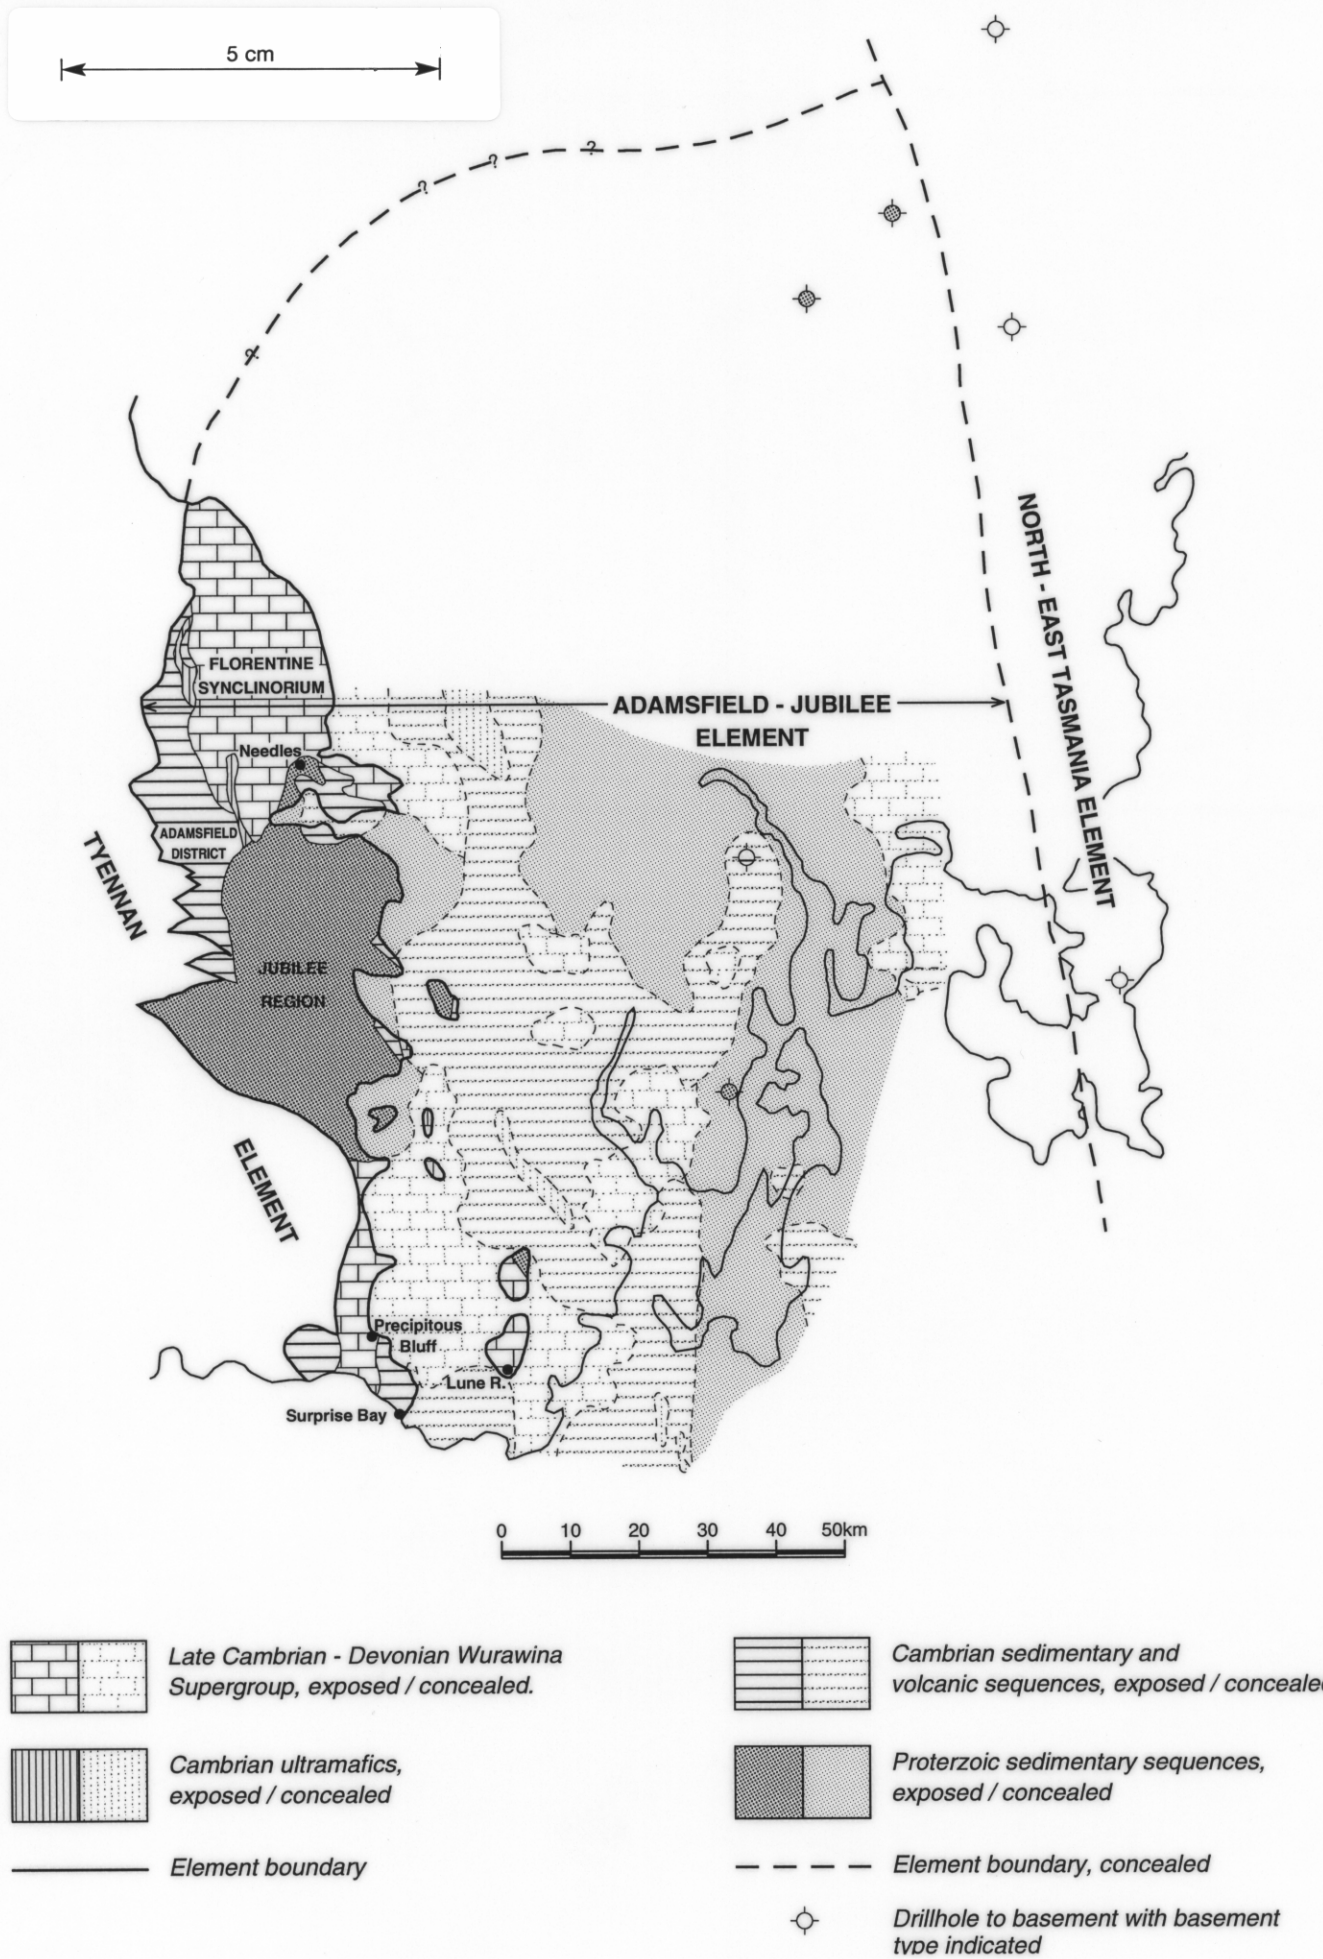 5 cm
?
?
?
?
NORTH - EAST TASMANIA ELEMENT
FLORENTINE
SYNCLINORIUM
ADAMSFIELD - JUBILEE
ELEMENT
Needles
ADAMSFIELD
DISTRICT
TYENNAN
ELEMENT
JUBILEE
REGION
Precipitous
Bluff
Lune R.
Surprise Bay
0 10 20 30 40 50km
Late Cambrian - Devonian Wurawina
Supergroup, exposed / concealed.
Cambrian ultramafics,
exposed / concealed
Element boundary
Cambrian sedimentary and
volcanic sequences, exposed / conceale
Proterzoic sedimentary sequences,
exposed / concealed
Element boundary, concealed
Drillhole to basement with basement
type indicated